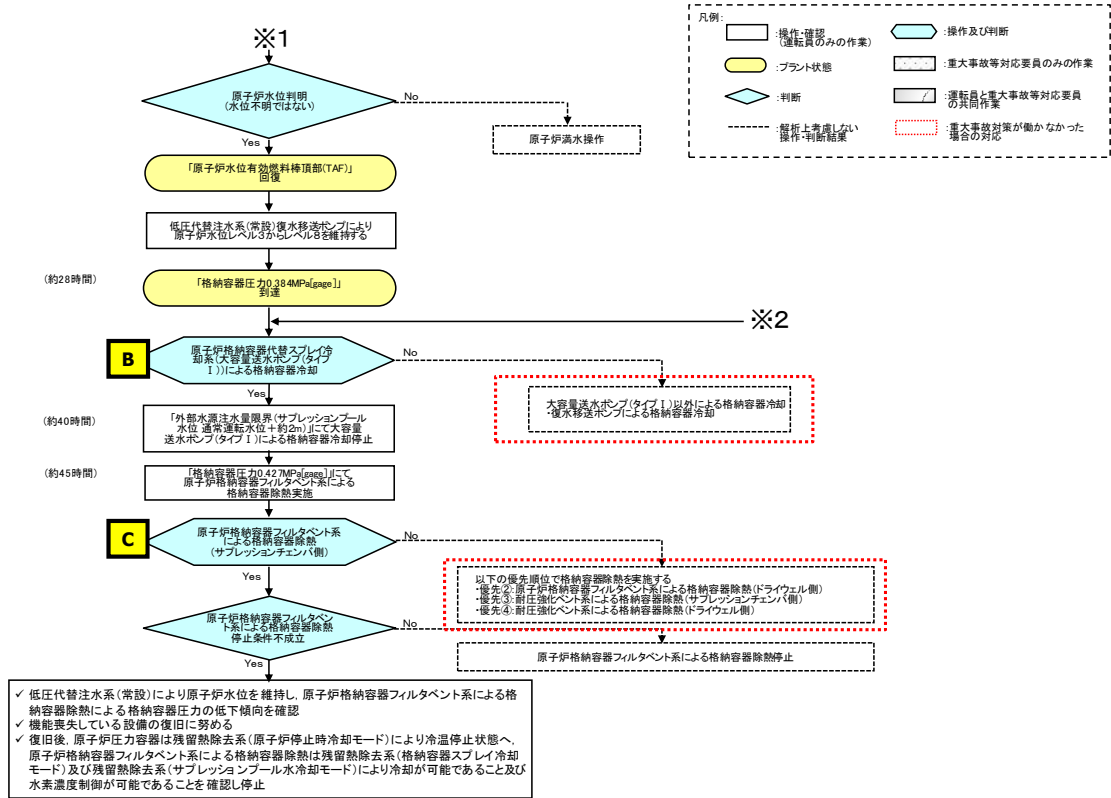 凡例:
:操作・確認
(運転員のみの作業)
:プラント状態
:判断
:解析上考慮しない
操作・判断結果
:操作及び判断
:重大事故等対応要員のみの作業
:運転員と重大事故等対応要員
の共同作業
:重大事故対策が働かなかった
場合の対応
※1
原子炉水位判明
(水位不明ではない)
No
Yes
原子炉満水操作
「原子炉水位有効燃料棒頂部(TAF)」
回復
低圧代替注水系(常設)復水移送ポンプにより
原子炉水位レベル3からレベル8を維持する
(約28時間)
「格納容器圧力0.384MPa[gage]」
到達
※2
B
原子炉格納容器代替スプレイ冷
却系(大容量送水ポンプ(タイプ
Ⅰ))による格納容器冷却
No
Yes
大容量送水ポンプ(タイプⅠ)以外による格納容器冷却
・復水移送ポンプによる格納容器冷却
(約40時間)
「外部水源注水量限界(サプレッションプール
水位 通常運転水位+約2m)」にて大容量
送水ポンプ(タイプⅠ)による格納容器冷却停止
(約45時間)
「格納容器圧力0.427MPa[gage]」にて
原子炉格納容器フィルタベント系による
格納容器除熱実施
C
原子炉格納容器フィルタベント系
による格納容器除熱
(サプレッションチェンバ側)
No
Yes
以下の優先順位で格納容器除熱を実施する
・優先②:原子炉格納容器フィルタベント系による格納容器除熱(ドライウェル側)
・優先③:耐圧強化ベント系による格納容器除熱(サプレッションチェンバ側)
・優先④:耐圧強化ベント系による格納容器除熱(ドライウェル側)
原子炉格納容器フィルタベン
ト系による格納容器除熱
停止条件不成立
No
Yes
原子炉格納容器フィルタベント系による格納容器除熱停止
✓ 低圧代替注水系(常設)により原子炉水位を維持し,原子炉格納容器フィルタベント系による格
納容器除熱による格納容器圧力の低下傾向を確認
✓ 機能喪失している設備の復旧に努める
✓ 復旧後,原子炉圧力容器は残留熱除去系(原子炉停止時冷却モード)により冷温停止状態へ,
原子炉格納容器フィルタベント系による格納容器除熱は残留熱除去系(格納容器スプレイ冷却
モード)及び残留熱除去系(サプレッションプール水冷却モード)により冷却が可能であること及び
水素濃度制御が可能であることを確認し停止